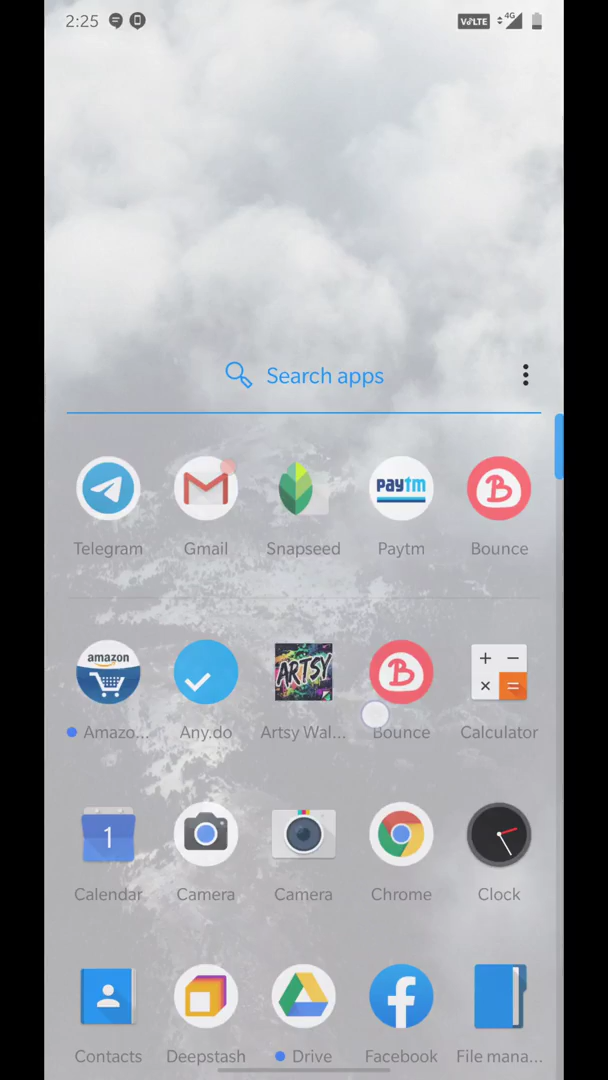 2:25
VoLTE 4G
Search apps
paytm
Telegram Gmail Snapseed Paytm Bounce
amazon ARTSY
Amazo... Any.do Artsy Wal... Bounce Calculator
1
Calendar Camera Camera Chrome Clock
Contacts Deepstash Drive Facebook File mana...